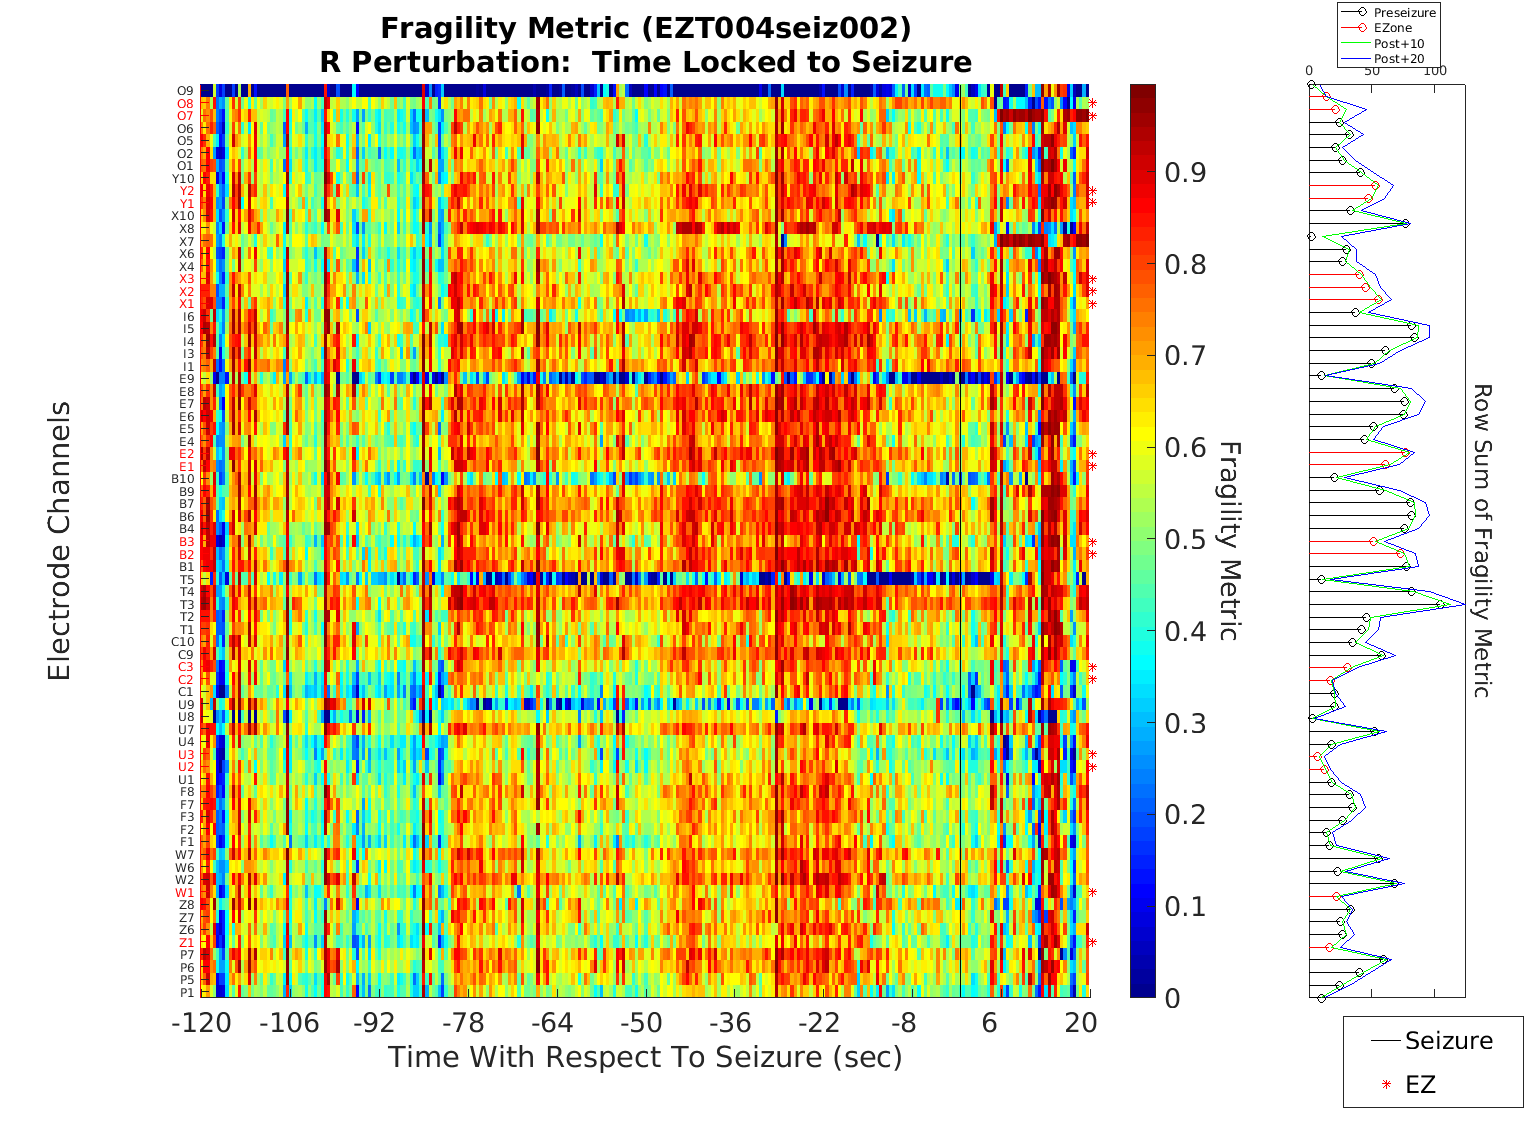 Fragility Metric (EZT004seiz002)
R Perturbation:  Time Locked to Seizure
Preseizure
EZone
Post+10
Post+20
0 50 100
Electrode Channels
O9
O8
O7
O6
O5
O2
O1
Y10
Y2
Y1
X10
X8
X7
X6
X4
X3
X2
X1
I6
I5
I4
I3
I1
E9
E8
E7
E6
E5
E4
E2
E1
B10
B9
B7
B6
B4
B3
B2
B1
T5
T4
T3
T2
T1
C10
C9
C3
C2
C1
U9
U8
U7
U4
U3
U2
U1
F8
F7
F3
F2
F1
W7
W6
W2
W1
Z8
Z7
Z6
Z1
P7
P6
P5
P1
-120 -106 -92 -78 -64 -50 -36 -22 -8 6 20
Time With Respect To Seizure (sec)
0.9
0.8
0.7
0.6
0.5
0.4
0.3
0.2
0.1
0
Fragility Metric
Row Sum of Fragility Metric
Seizure
EZ